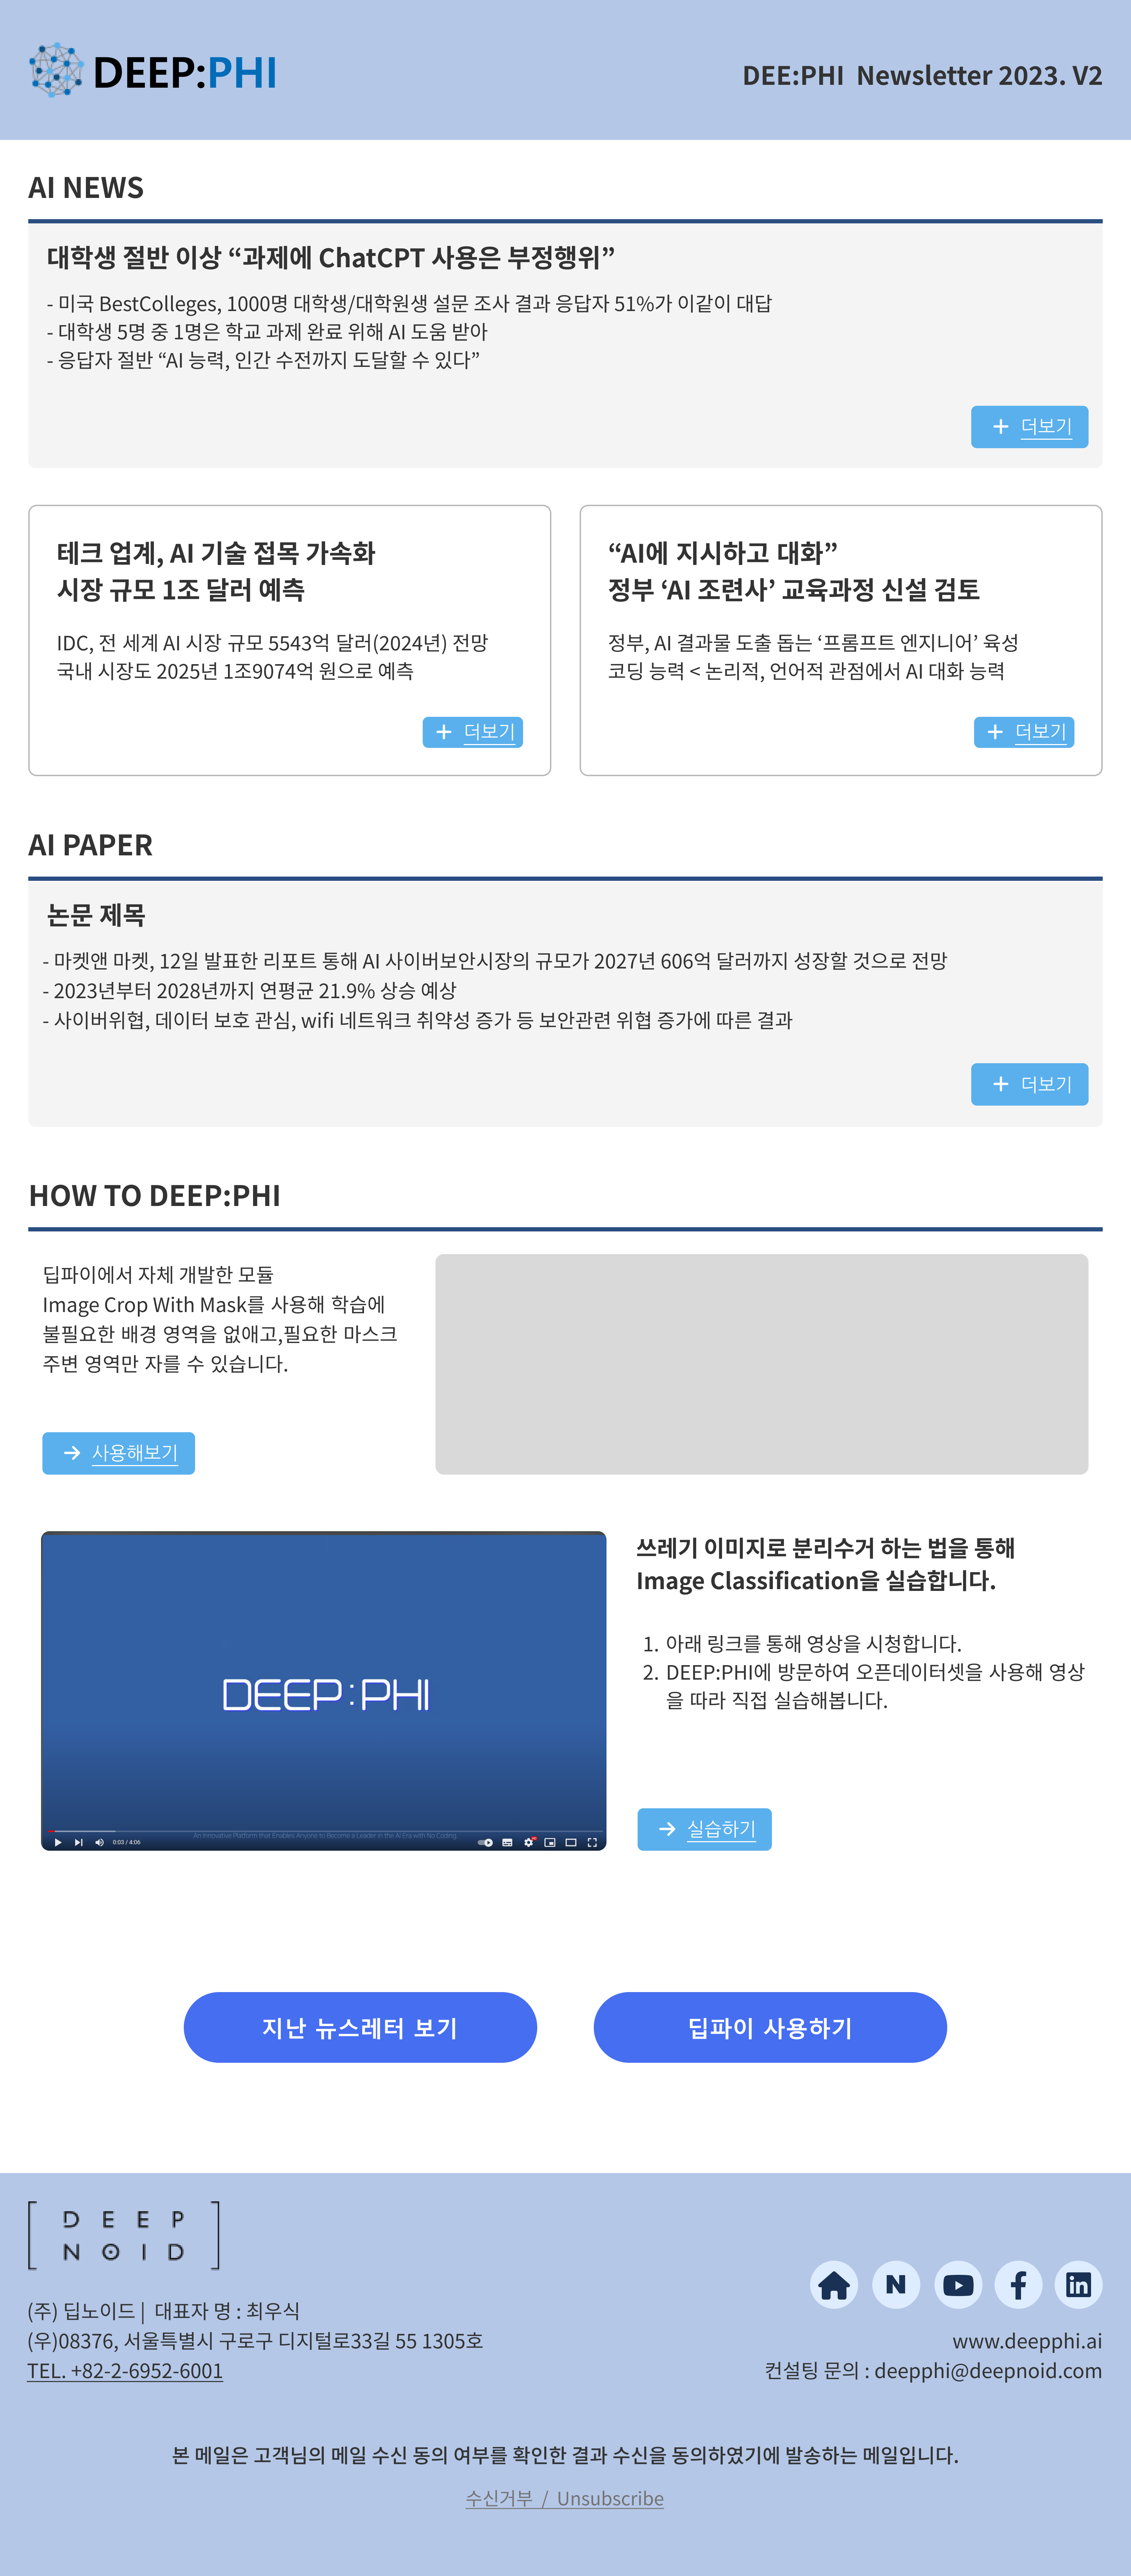 DEEP:PHI
DEE:PHI Newsletter 2023. V2
AI NEWS
대학생 절반 이상 “과제에 ChatCPT 사용은 부정행위”
- 미국 BestColleges, 1000명 대학생/대학원생 설문 조사 결과 응답자 51%가 이같이 대답
- 대학생 5명 중 1명은 학교 과제 완료 위해 AI 도움 받아
- 응답자 절반 “AI 능력, 인간 수전까지 도달할 수 있다”
+ 더보기
테크 업계, AI 기술 접목 가속화
시장 규모 1조 달러 예측
IDC, 전 세계 AI 시장 규모 5543억 달러(2024년) 전망
국내 시장도 2025년 1조9074억 원으로 예측
+ 더보기
“AI에 지시하고 대화”
정부 ‘AI 조련사’ 교육과정 신설 검토
정부, AI 결과물 도출 돕는 ‘프롬프트 엔지니어’ 육성
코딩 능력 < 논리적, 언어적 관점에서 AI 대화 능력
+ 더보기
AI PAPER
논문 제목
- 마켓앤 마켓, 12일 발표한 리포트 통해 AI 사이버보안시장의 규모가 2027년 606억 달러까지 성장할 것으로 전망
- 2023년부터 2028년까지 연평균 21.9% 상승 예상
- 사이버위협, 데이터 보호 관심, wifi 네트워크 취약성 증가 등 보안관련 위협 증가에 따른 결과
+ 더보기
HOW TO DEEP:PHI
딥파이에서 자체 개발한 모듈
Image Crop With Mask를 사용해 학습에
불필요한 배경 영역을 없애고,필요한 마스크
주변 영역만 자를 수 있습니다.
→ 사용해보기
DEEP:PHI
An Innovative Platform that Enables Anyone to Become a Leader in the AI Era with No Coding.
0:03 / 4:06
쓰레기 이미지로 분리수거 하는 법을 통해
Image Classification을 실습합니다.
1. 아래 링크를 통해 영상을 시청합니다.
2. DEEP:PHI에 방문하여 오픈데이터셋을 사용해 영상
을 따라 직접 실습해봅니다.
→ 실습하기
지난 뉴스레터 보기
딥파이 사용하기
DEEP
NOID
(주) 딥노이드 | 대표자 명 : 최우식
(우)08376, 서울특별시 구로구 디지털로33길 55 1305호
TEL. +82-2-6952-6001
N
www.deepphi.ai
컨설팅 문의 : deepphi@deepnoid.com
본 메일은 고객님의 메일 수신 동의 여부를 확인한 결과 수신을 동의하였기에 발송하는 메일입니다.
수신거부 / Unsubscribe